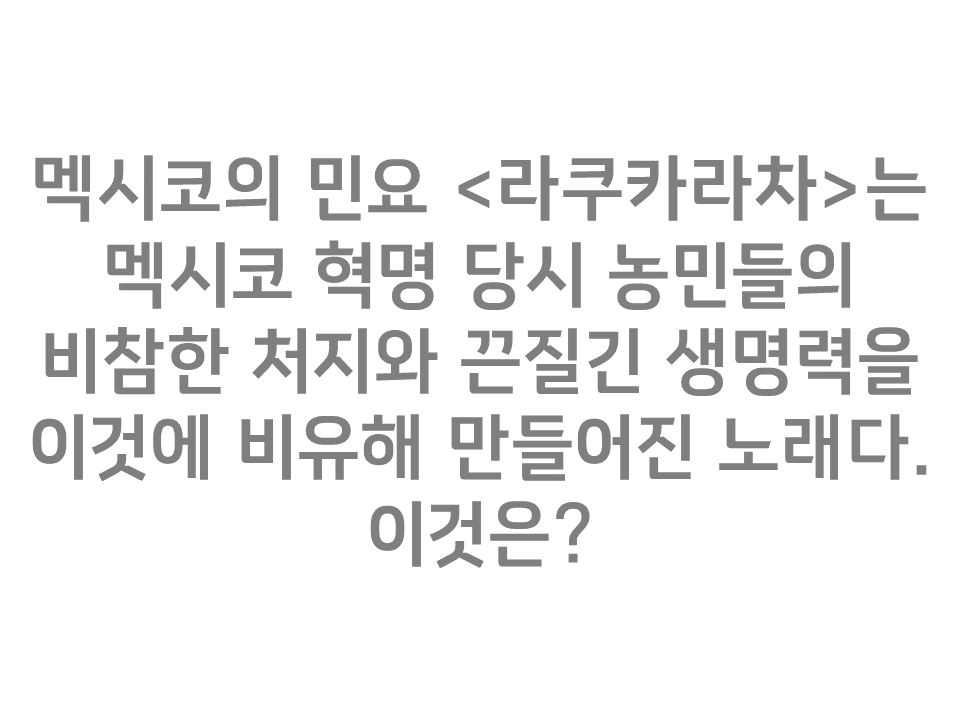 멕시코의 민요 <라쿠카라차>는
멕시코 혁명 당시 농민들의
비참한 처지와 끈질긴 생명력을
이것에 비유해 만들어진 노래다.
이것은?